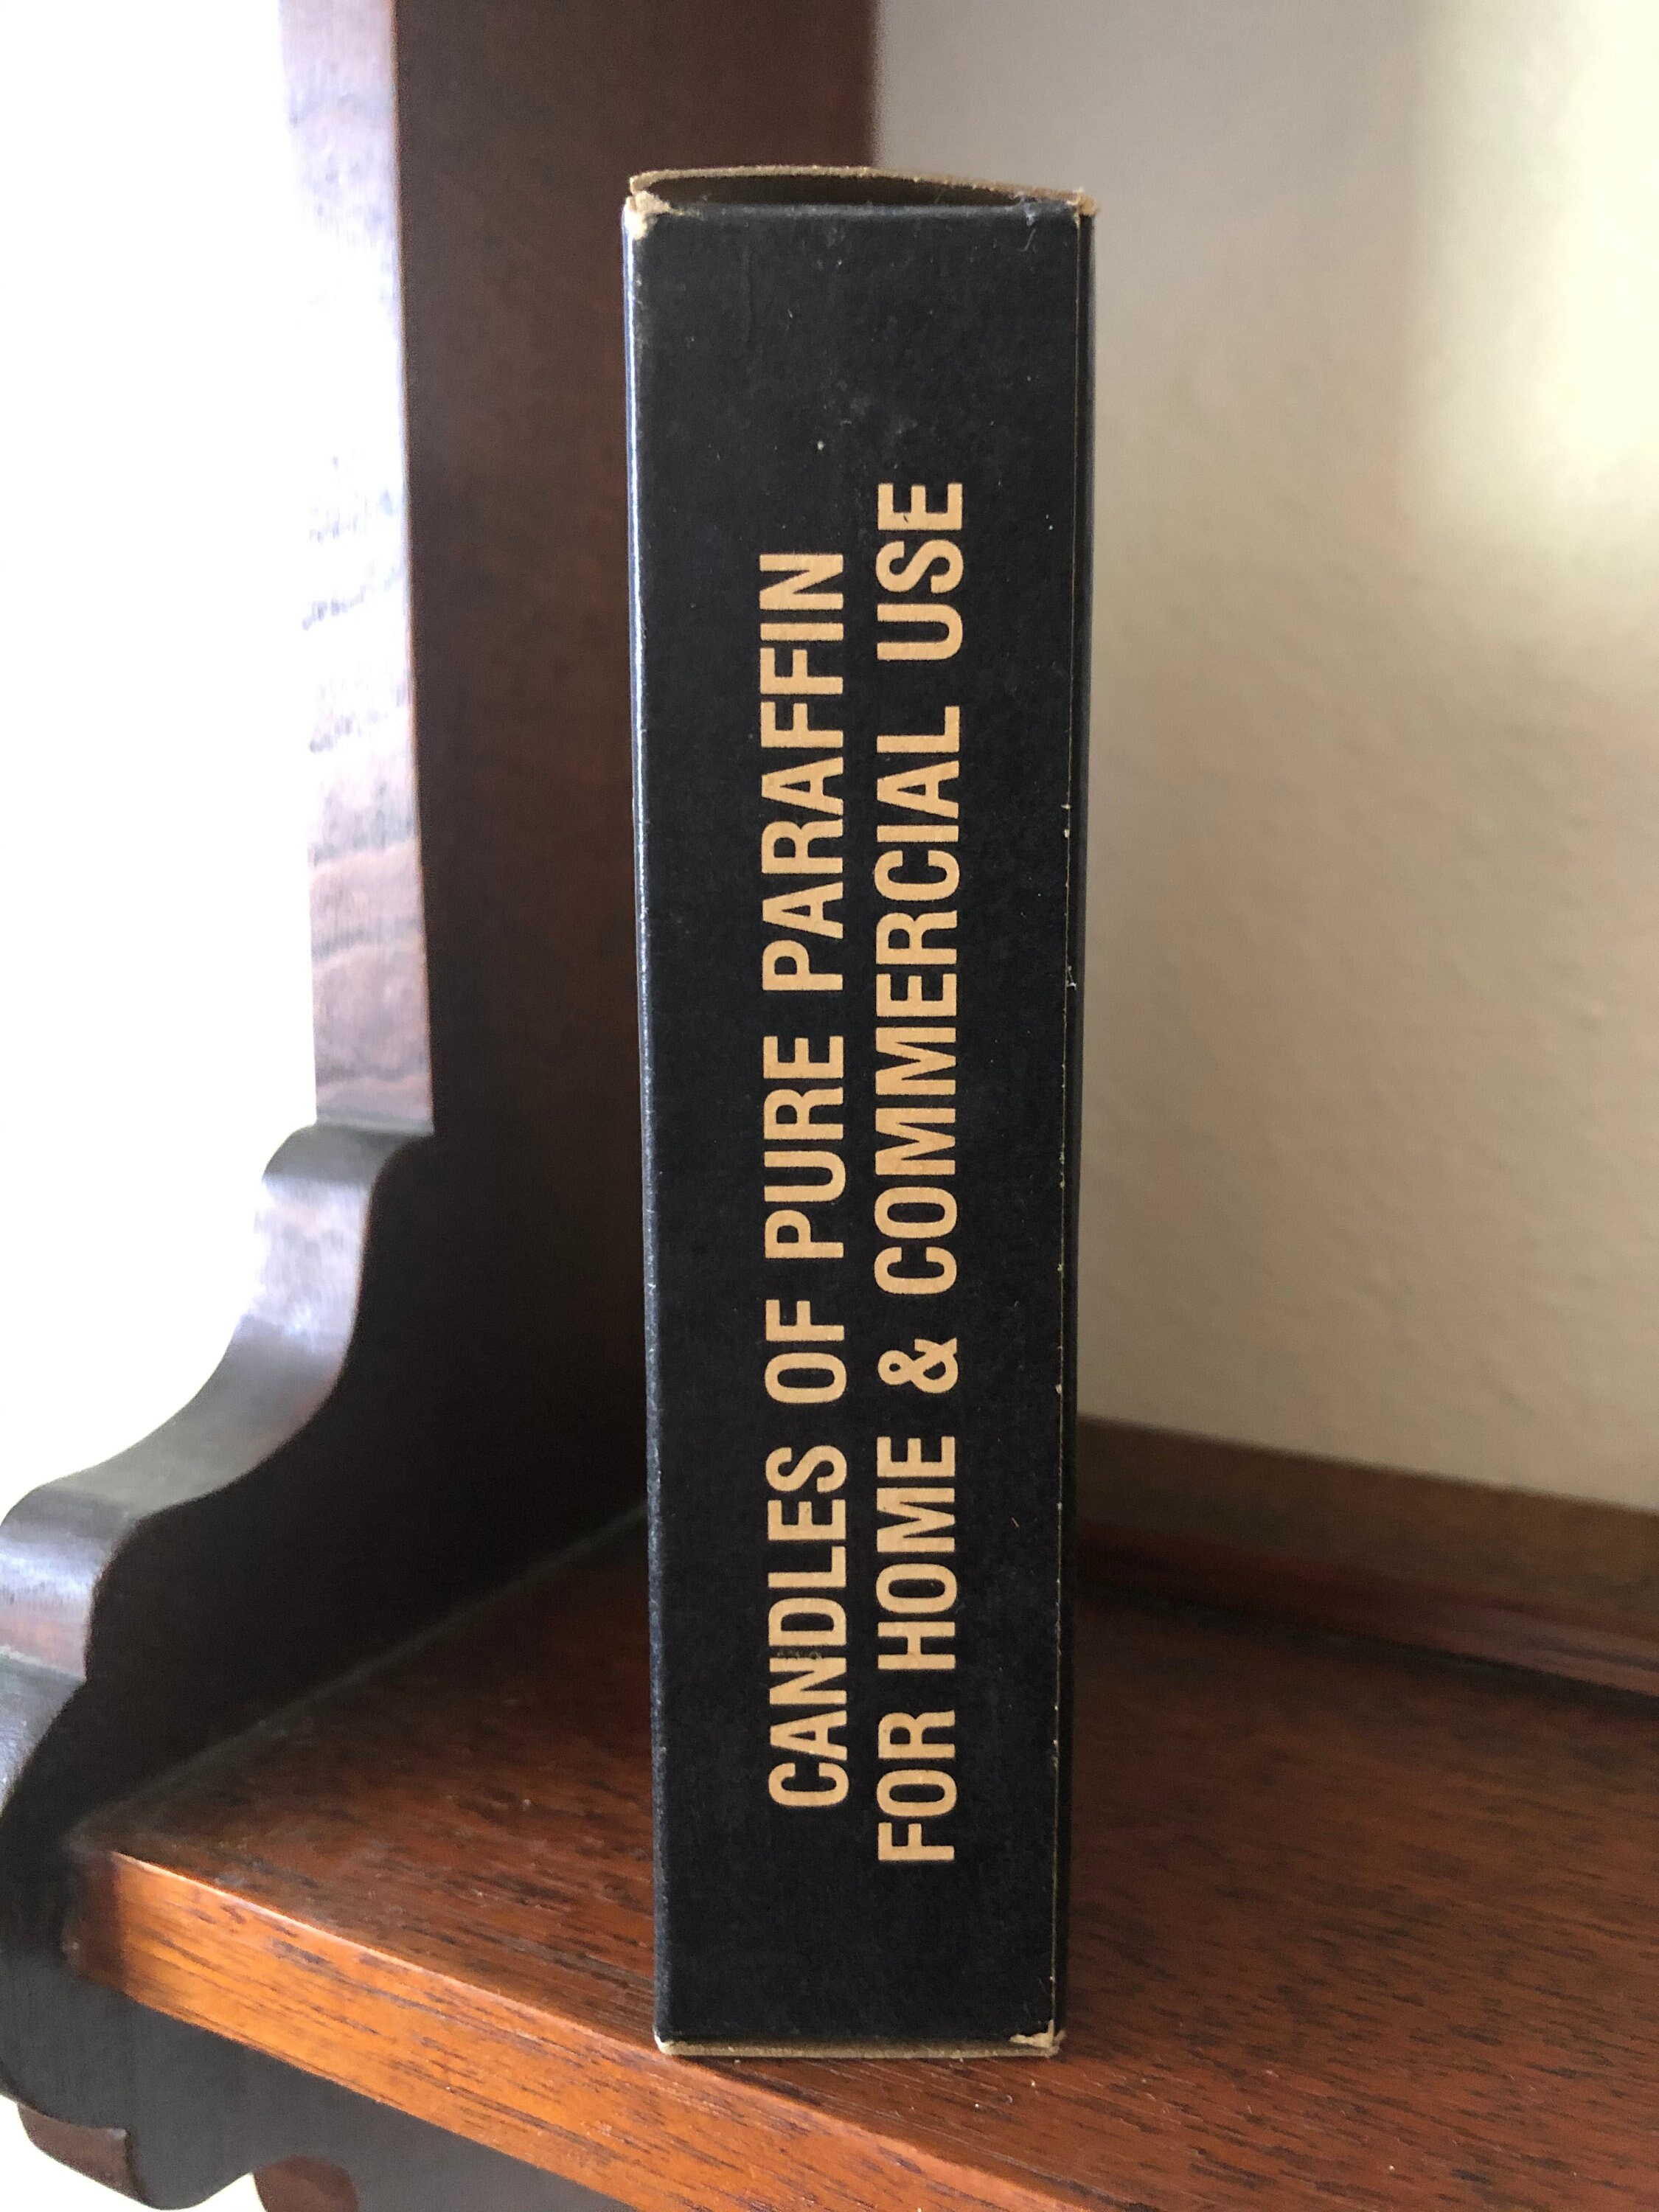 CANDLES OF PURE PARAFFIN
FOR HOME & COMMERCIAL USE